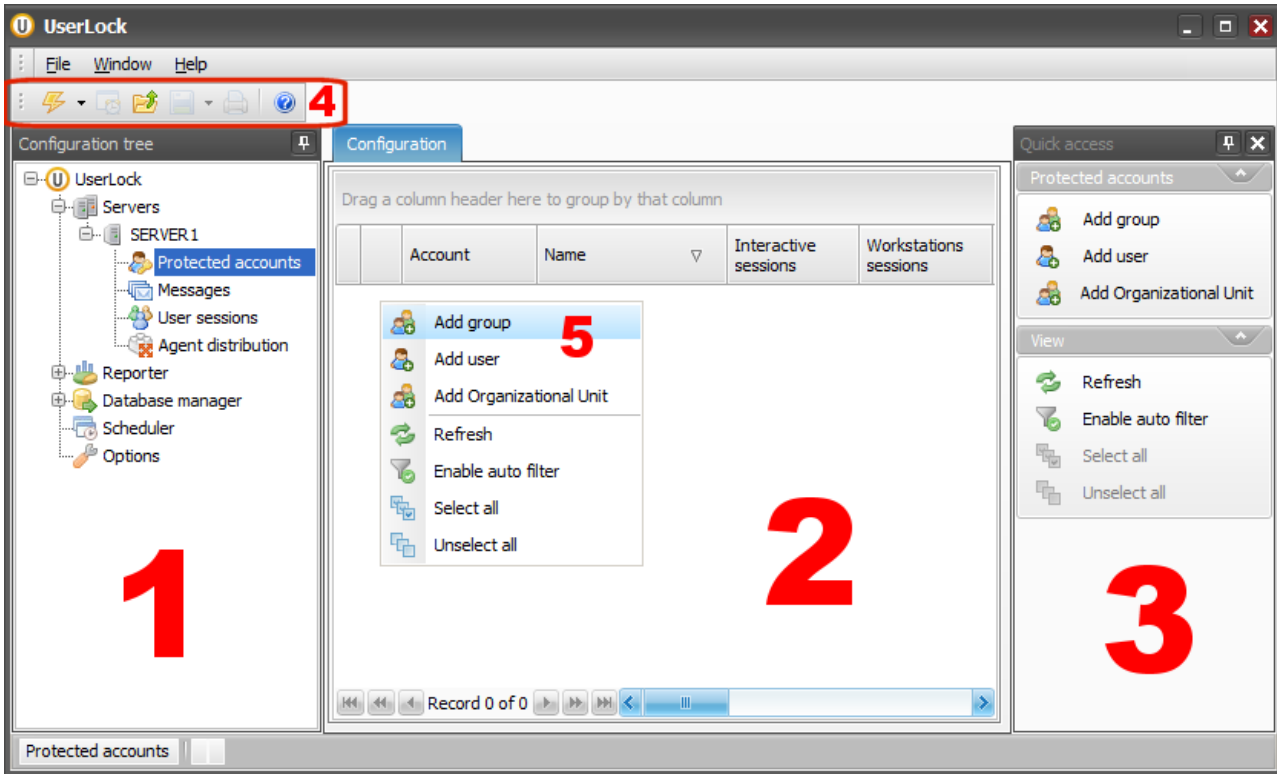 UserLock
File Window Help
4
Configuration tree
UserLock
Servers
SERVER1
Protected accounts
Messages
User sessions
Agent distribution
Reporter
Database manager
Scheduler
Options
1
Configuration
Drag a column header here to group by that column
Account Name Interactive sessions Workstations sessions
Add group
5
Add user
Add Organizational Unit
Refresh
Enable auto filter
Select all
Unselect all
2
Record 0 of 0
Quick access
Protected accounts
Add group
Add user
Add Organizational Unit
View
Refresh
Enable auto filter
Select all
Unselect all
3
Protected accounts